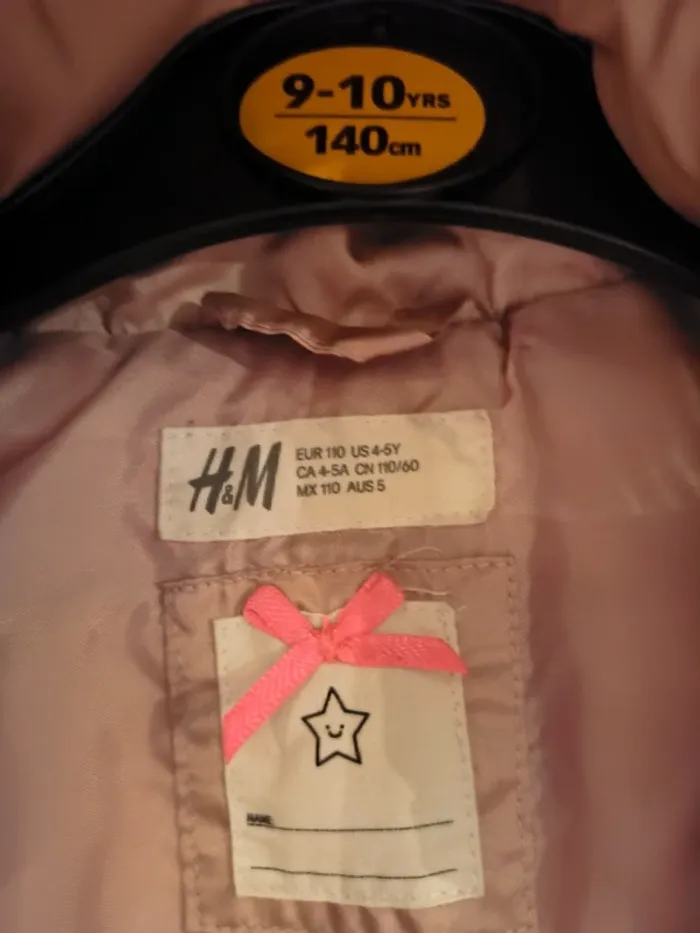 9-10YRS
140cm
H&M
EUR 110 US 4-5Y
CA 4-5A CN 110/60
MX 110 AUS 5
NAME